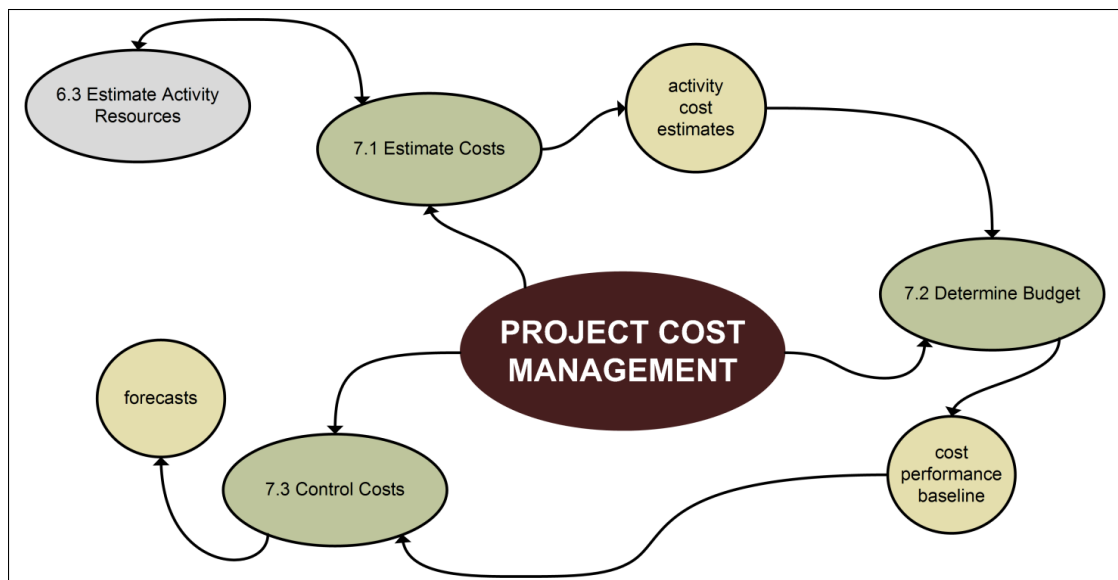 6.3 Estimate Activity
Resources
7.1 Estimate Costs
activity
cost
estimates
7.2 Determine Budget
PROJECT COST
MANAGEMENT
forecasts
7.3 Control Costs
cost
performance
baseline